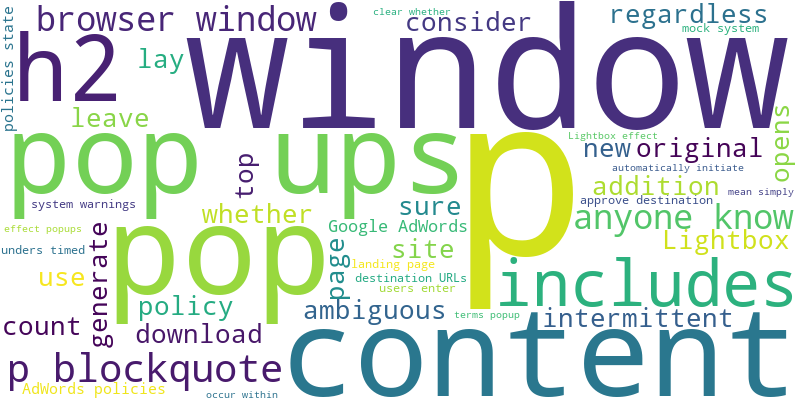 policies state
browser window
clear whether
consider
regardless
mock system
h2
lay
window
leave
opens
pop
ups
p
Lightbox effect
new
original
automatically initiate
top
addition
mean simply
system warnings
approve destination
sure
whether
anyone know
effect popups
generate
pop
Google AdWords
Lightbox
unders timed
page
site
landing page
use
destination URLs
includes
users enter
policy
ambiguous
terms popup
intermittent
count
download
content
p blockquote
AdWords policies
occur within